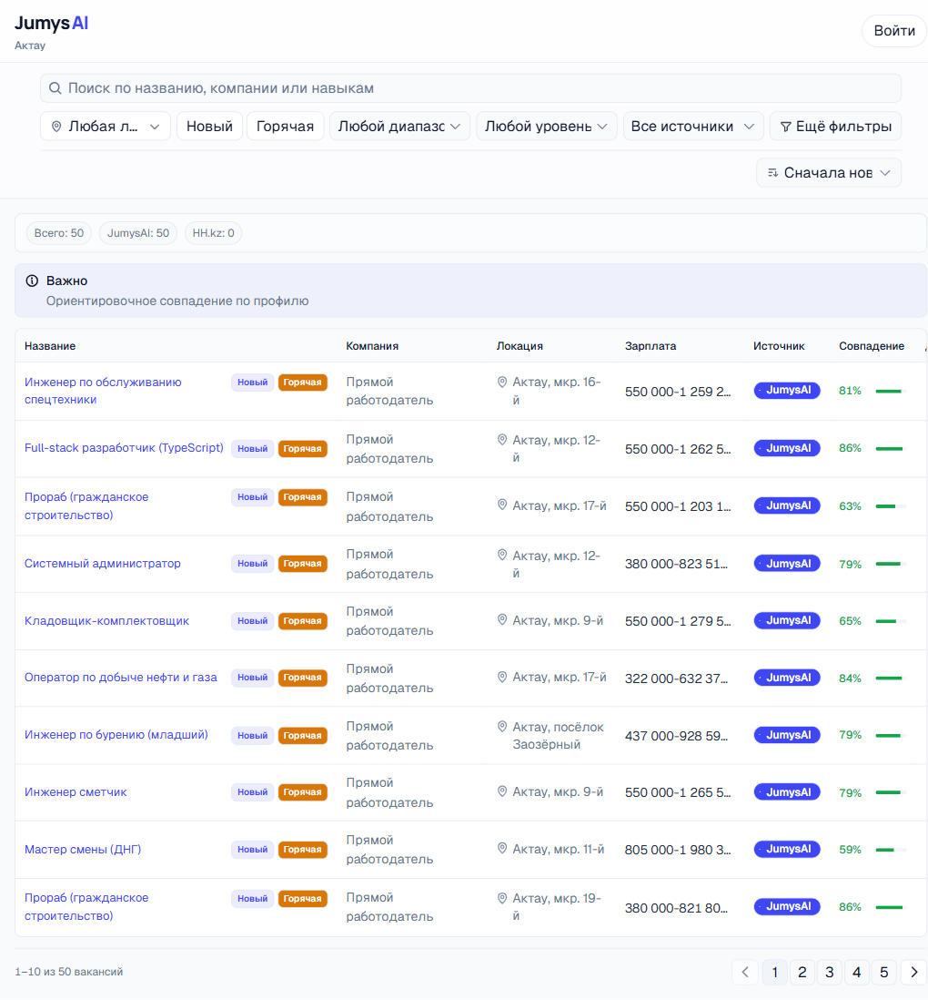 JumysAI
Актау
Войти
Поиск по названию, компании или навыкам
Любая л... Новый Горячая Любой диапазс Любой уровень Все источники Ещё фильтры
Сначала нов
Всего: 50 JumysAI: 50 HH.kz: 0
Важно
Ориентировочное совпадение по профилю
Название Компания Локация Зарплата Источник Совпадение
Инженер по обслуживанию
спецтехники
Новый Горячая
Прямой
работодатель
Актау, мкр. 16-
й
550 000-1 259 2...
JumysAI
81%
Full-stack разработчик (TypeScript)
Новый Горячая
Прямой
работодатель
Актау, мкр. 12-
й
550 000-1 262 5...
JumysAI
86%
Прораб (гражданское
строительство)
Новый Горячая
Прямой
работодатель
Актау, мкр. 17-й
550 000-1 203 1...
JumysAI
63%
Системный администратор
Новый Горячая
Прямой
работодатель
Актау, мкр. 12-
й
380 000-823 51...
JumysAI
79%
Кладовщик-комплектовщик
Новый Горячая
Прямой
работодатель
Актау, мкр. 9-й
550 000-1 279 5...
JumysAI
65%
Оператор по добыче нефти и газа
Новый Горячая
Прямой
работодатель
Актау, мкр. 17-й
322 000-632 37...
JumysAI
84%
Инженер по бурению (младший)
Новый Горячая
Прямой
работодатель
Актау, посёлок
Заозёрный
437 000-928 59...
JumysAI
79%
Инженер сметчик
Новый Горячая
Прямой
работодатель
Актау, мкр. 9-й
550 000-1 265 5...
JumysAI
79%
Мастер смены (ДНГ)
Новый Горячая
Прямой
работодатель
Актау, мкр. 11-й
805 000-1 980 3...
JumysAI
59%
Прораб (гражданское
строительство)
Новый Горячая
Прямой
работодатель
Актау, мкр. 19-
й
380 000-821 80...
JumysAI
86%
1–10 из 50 вакансий
1 2 3 4 5